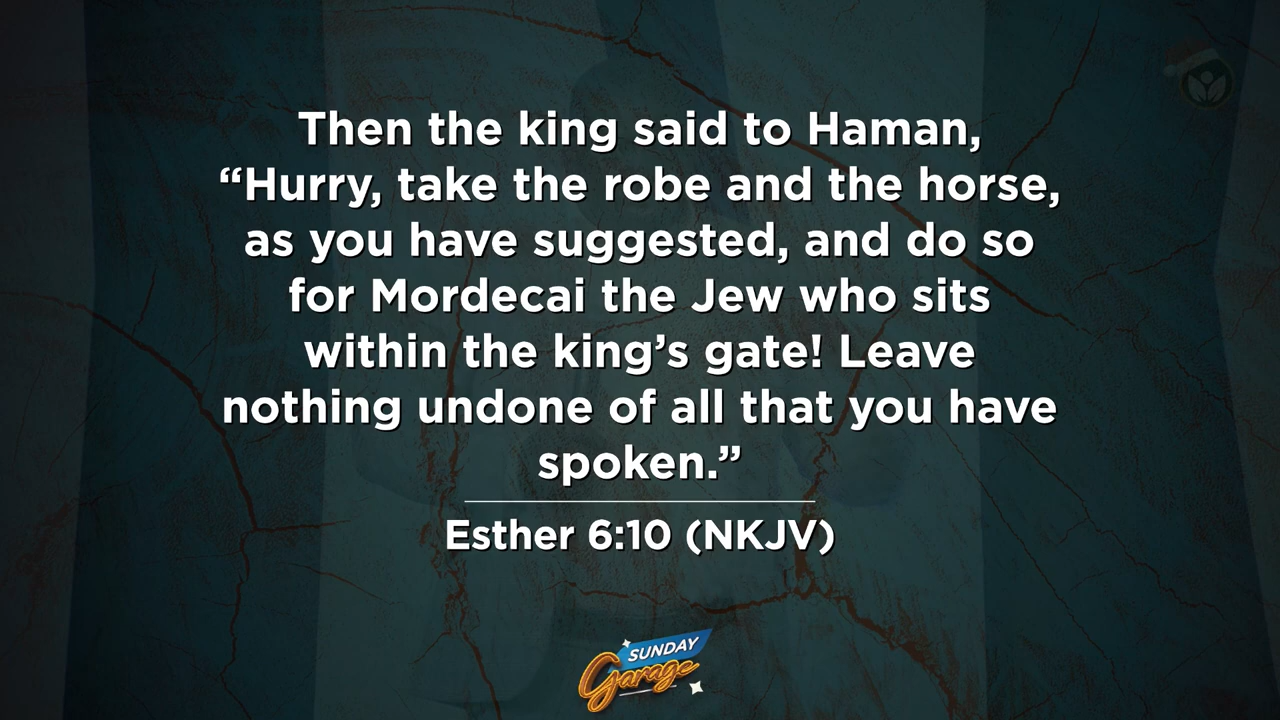 Then the king said to Haman,
“Hurry, take the robe and the horse,
as you have suggested, and do so
for Mordecai the Jew who sits
within the king’s gate! Leave
nothing undone of all that you have
spoken.”
Esther 6:10 (NKJV)
SUNDAY
Garage